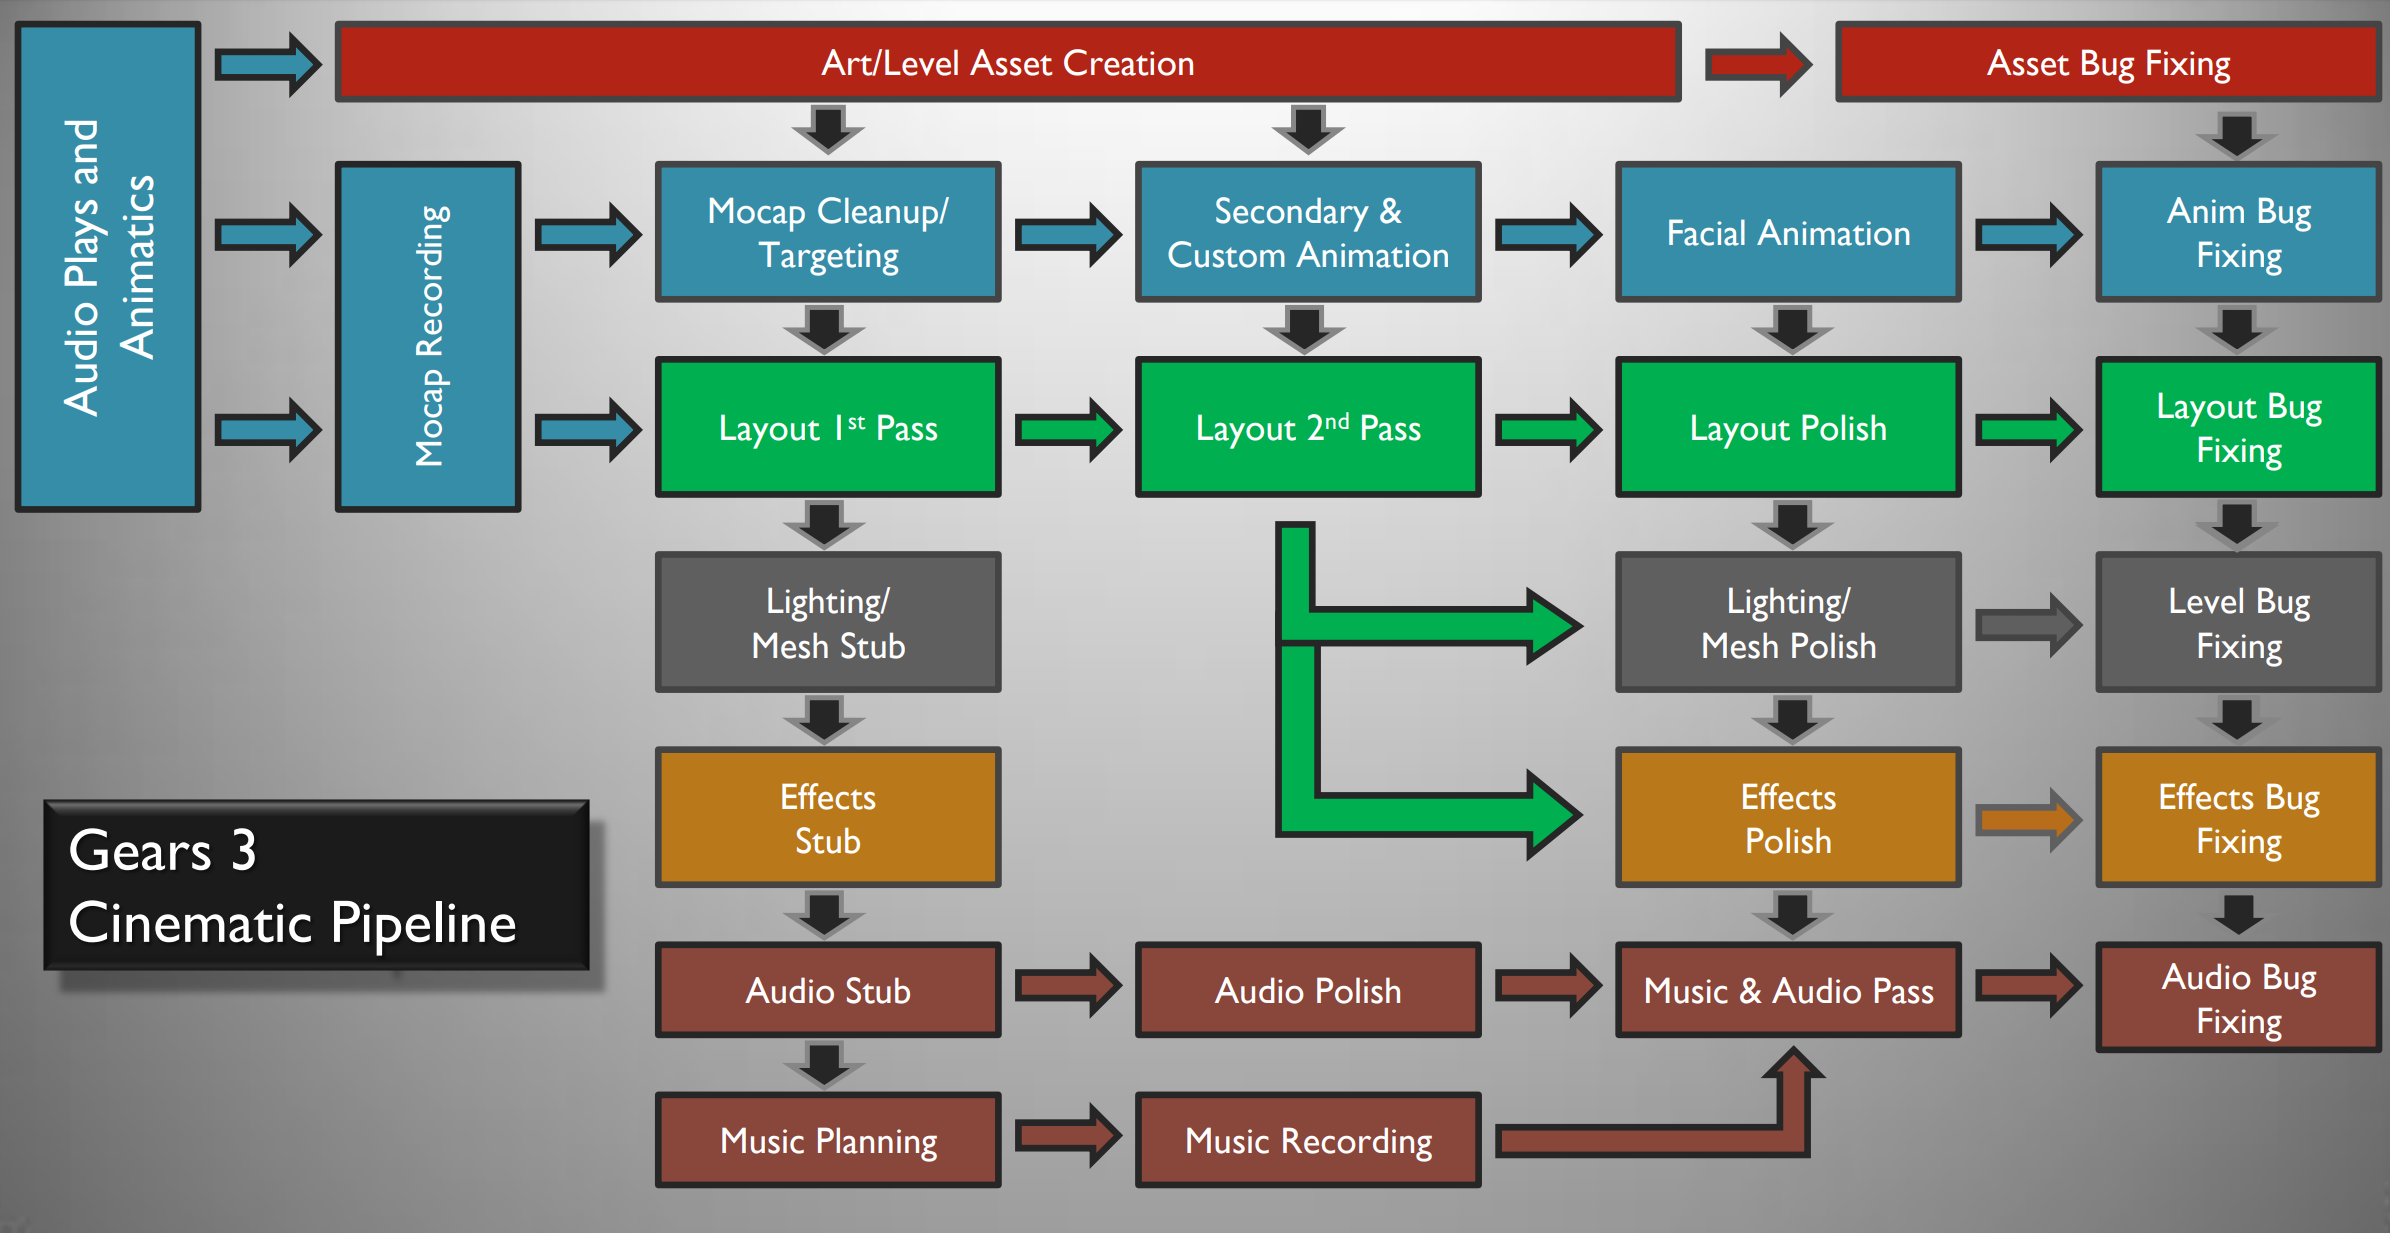 Audio Plays and
Animatics
Art/Level Asset Creation
Asset Bug Fixing
Mocap Recording
Mocap Cleanup/
Targeting
Secondary &
Custom Animation
Facial Animation
Anim Bug
Fixing
Layout 1st Pass
Layout 2nd Pass
Layout Polish
Layout Bug
Fixing
Lighting/
Mesh Stub
Lighting/
Mesh Polish
Level Bug
Fixing
Effects
Stub
Effects
Polish
Effects Bug
Fixing
Gears 3
Cinematic Pipeline
Audio Stub
Audio Polish
Music & Audio Pass
Audio Bug
Fixing
Music Planning
Music Recording